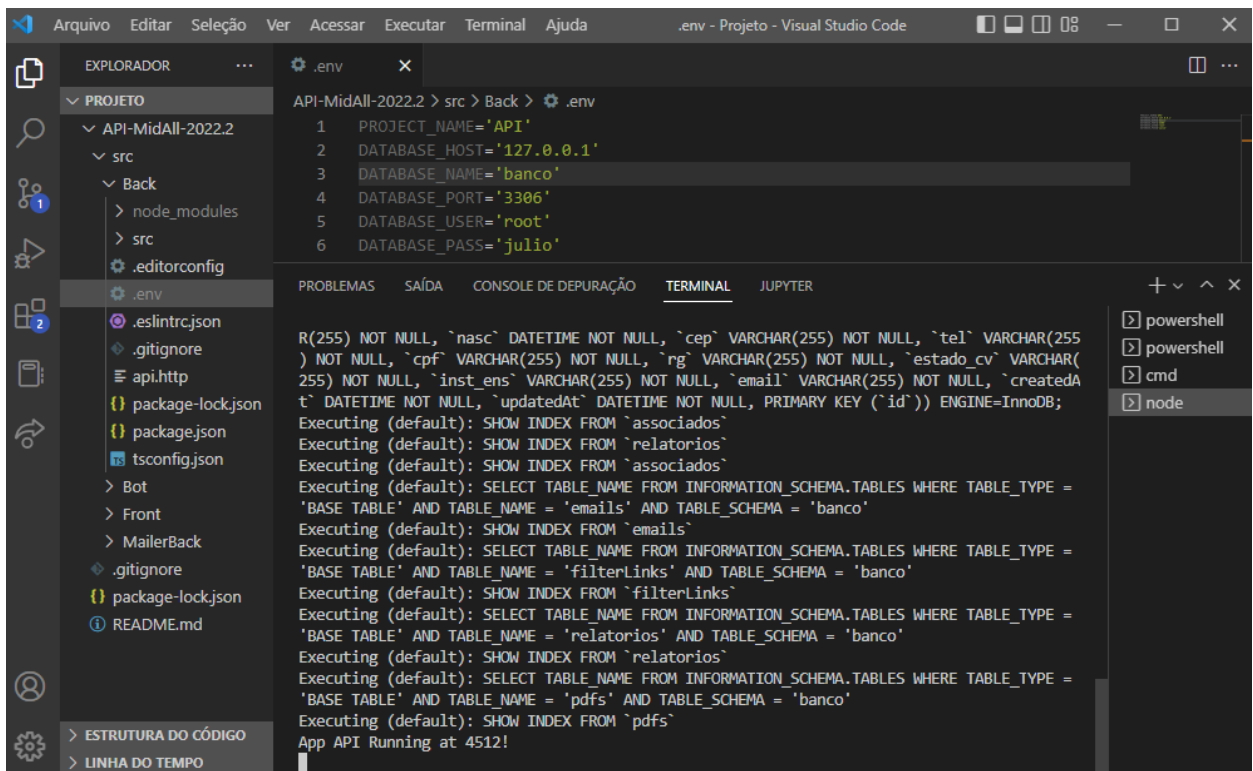 Arquivo Editar Seleção Ver Acessar Executar Terminal Ajuda .env - Projeto - Visual Studio Code
EXPLORADOR
PROJETO
API-MidAll-2022.2
src
Back
node_modules
src
.editorconfig
.env
.eslintrc.json
.gitignore
api.http
package-lock.json
package.json
tsconfig.json
Bot
Front
MailerBack
.gitignore
package-lock.json
README.md
ESTRUTURA DO CÓDIGO
LINHA DO TEMPO
1
2
.env
API-MidAll-2022.2 > src > Back > .env
1 PROJECT_NAME='API'
2 DATABASE_HOST='127.0.0.1'
3 DATABASE_NAME='banco'
4 DATABASE_PORT='3306'
5 DATABASE_USER='root'
6 DATABASE_PASS='julio'
PROBLEMAS SAÍDA CONSOLE DE DEPURAÇÃO TERMINAL JUPYTER
R(255) NOT NULL, `nasc` DATETIME NOT NULL, `cep` VARCHAR(255) NOT NULL, `tel` VARCHAR(255
) NOT NULL, `cpf` VARCHAR(255) NOT NULL, `rg` VARCHAR(255) NOT NULL, `estado_cv` VARCHAR(
255) NOT NULL, `inst_ens` VARCHAR(255) NOT NULL, `email` VARCHAR(255) NOT NULL, `createdA
t` DATETIME NOT NULL, `updatedAt` DATETIME NOT NULL, PRIMARY KEY (`id`)) ENGINE=InnoDB;
Executing (default): SHOW INDEX FROM `associados`
Executing (default): SHOW INDEX FROM `relatorios`
Executing (default): SHOW INDEX FROM `associados`
Executing (default): SELECT TABLE_NAME FROM INFORMATION_SCHEMA.TABLES WHERE TABLE_TYPE =
'BASE TABLE' AND TABLE_NAME = 'emails' AND TABLE_SCHEMA = 'banco'
Executing (default): SHOW INDEX FROM `emails`
Executing (default): SELECT TABLE_NAME FROM INFORMATION_SCHEMA.TABLES WHERE TABLE_TYPE =
'BASE TABLE' AND TABLE_NAME = 'filterLinks' AND TABLE_SCHEMA = 'banco'
Executing (default): SHOW INDEX FROM `filterLinks`
Executing (default): SELECT TABLE_NAME FROM INFORMATION_SCHEMA.TABLES WHERE TABLE_TYPE =
'BASE TABLE' AND TABLE_NAME = 'relatorios' AND TABLE_SCHEMA = 'banco'
Executing (default): SHOW INDEX FROM `relatorios`
Executing (default): SELECT TABLE_NAME FROM INFORMATION_SCHEMA.TABLES WHERE TABLE_TYPE =
'BASE TABLE' AND TABLE_NAME = 'pdfs' AND TABLE_SCHEMA = 'banco'
Executing (default): SHOW INDEX FROM `pdfs`
App API Running at 4512!
powershell
powershell
cmd
node